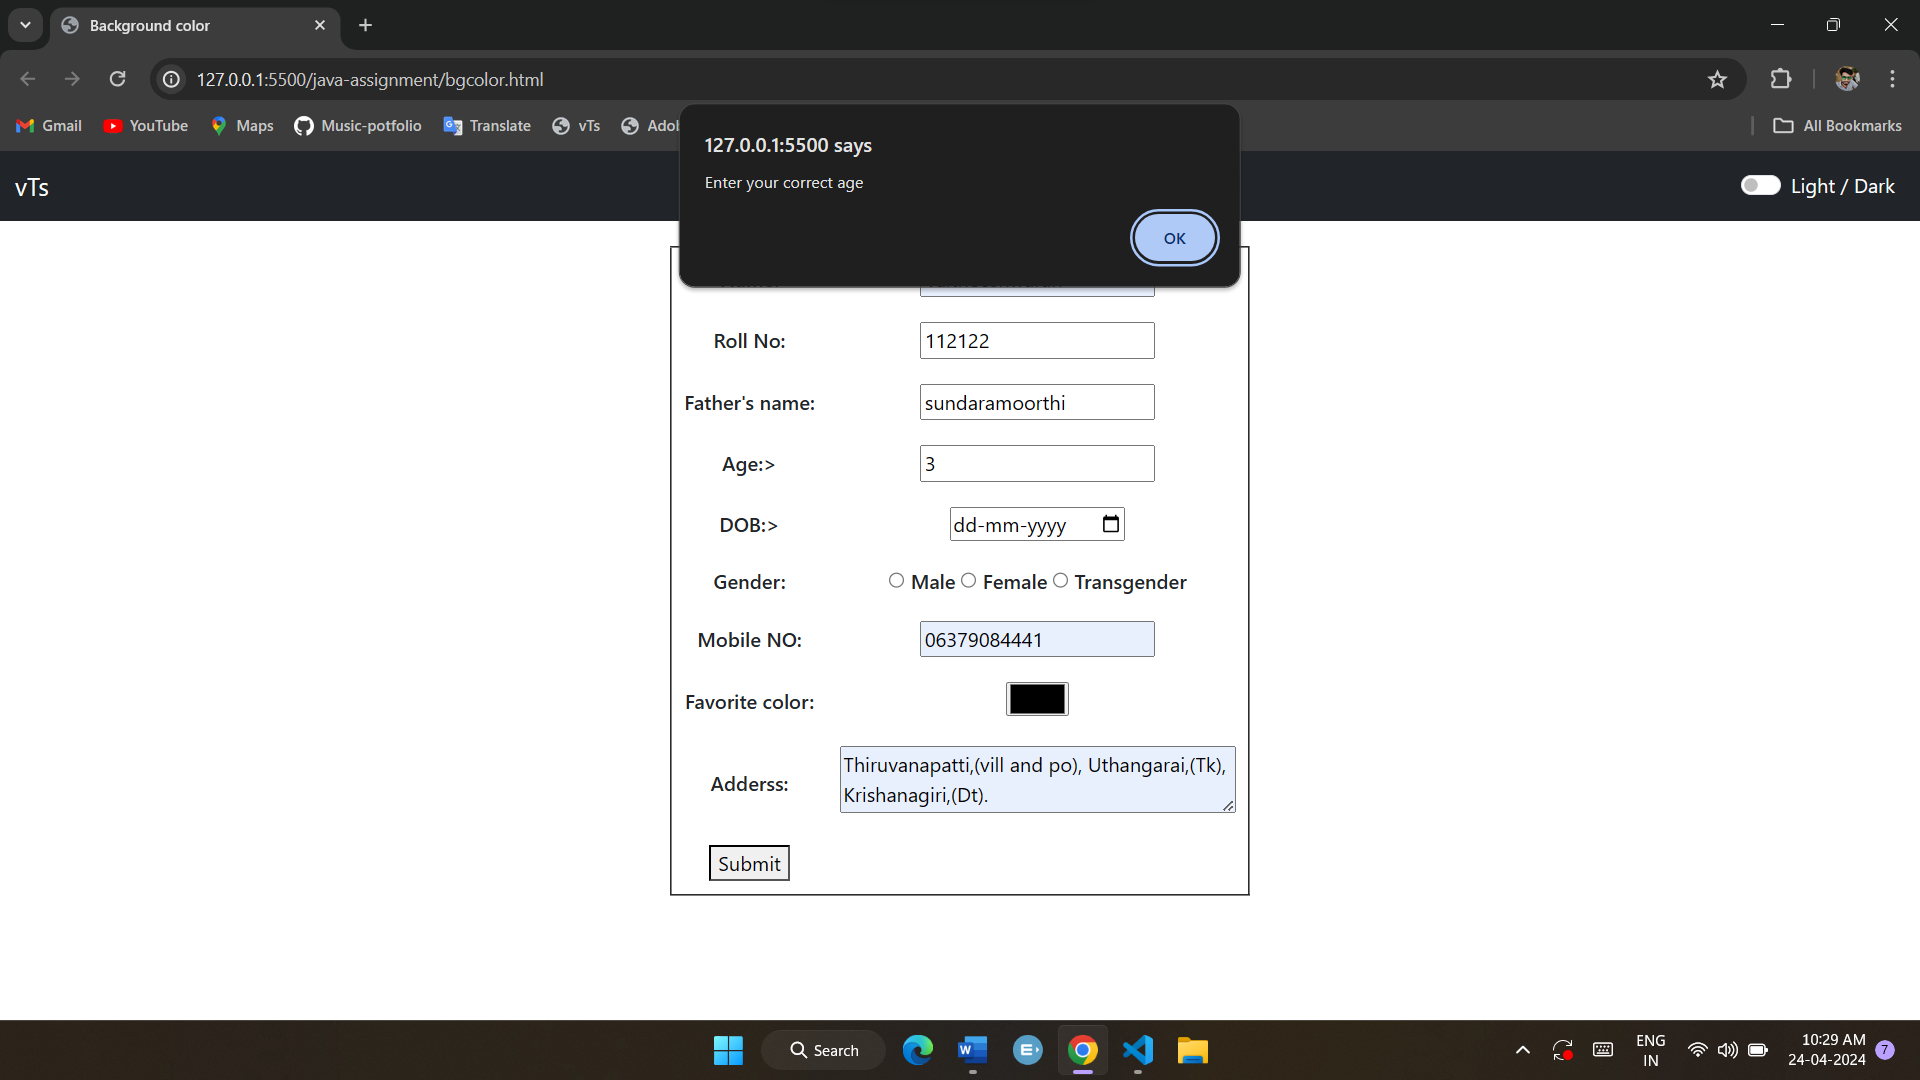 Background color
127.0.0.1:5500/java-assignment/bgcolor.html
Gmail YouTube Maps Music-potfolio Translate vTs All Bookmarks
127.0.0.1:5500 says
Enter your correct age
OK
vTs
Light / Dark
Roll No: 112122
Father's name: sundaramoorthi
Age:> 3
DOB:> dd-mm-yyyy
Gender: Male Female Transgender
Mobile NO: 06379084441
Favorite color:
Adderss: Thiruvanapatti,(vill and po), Uthangarai,(Tk),
Krishanagiri,(Dt).
Submit
Search
ENG
IN
10:29 AM
24-04-2024
7